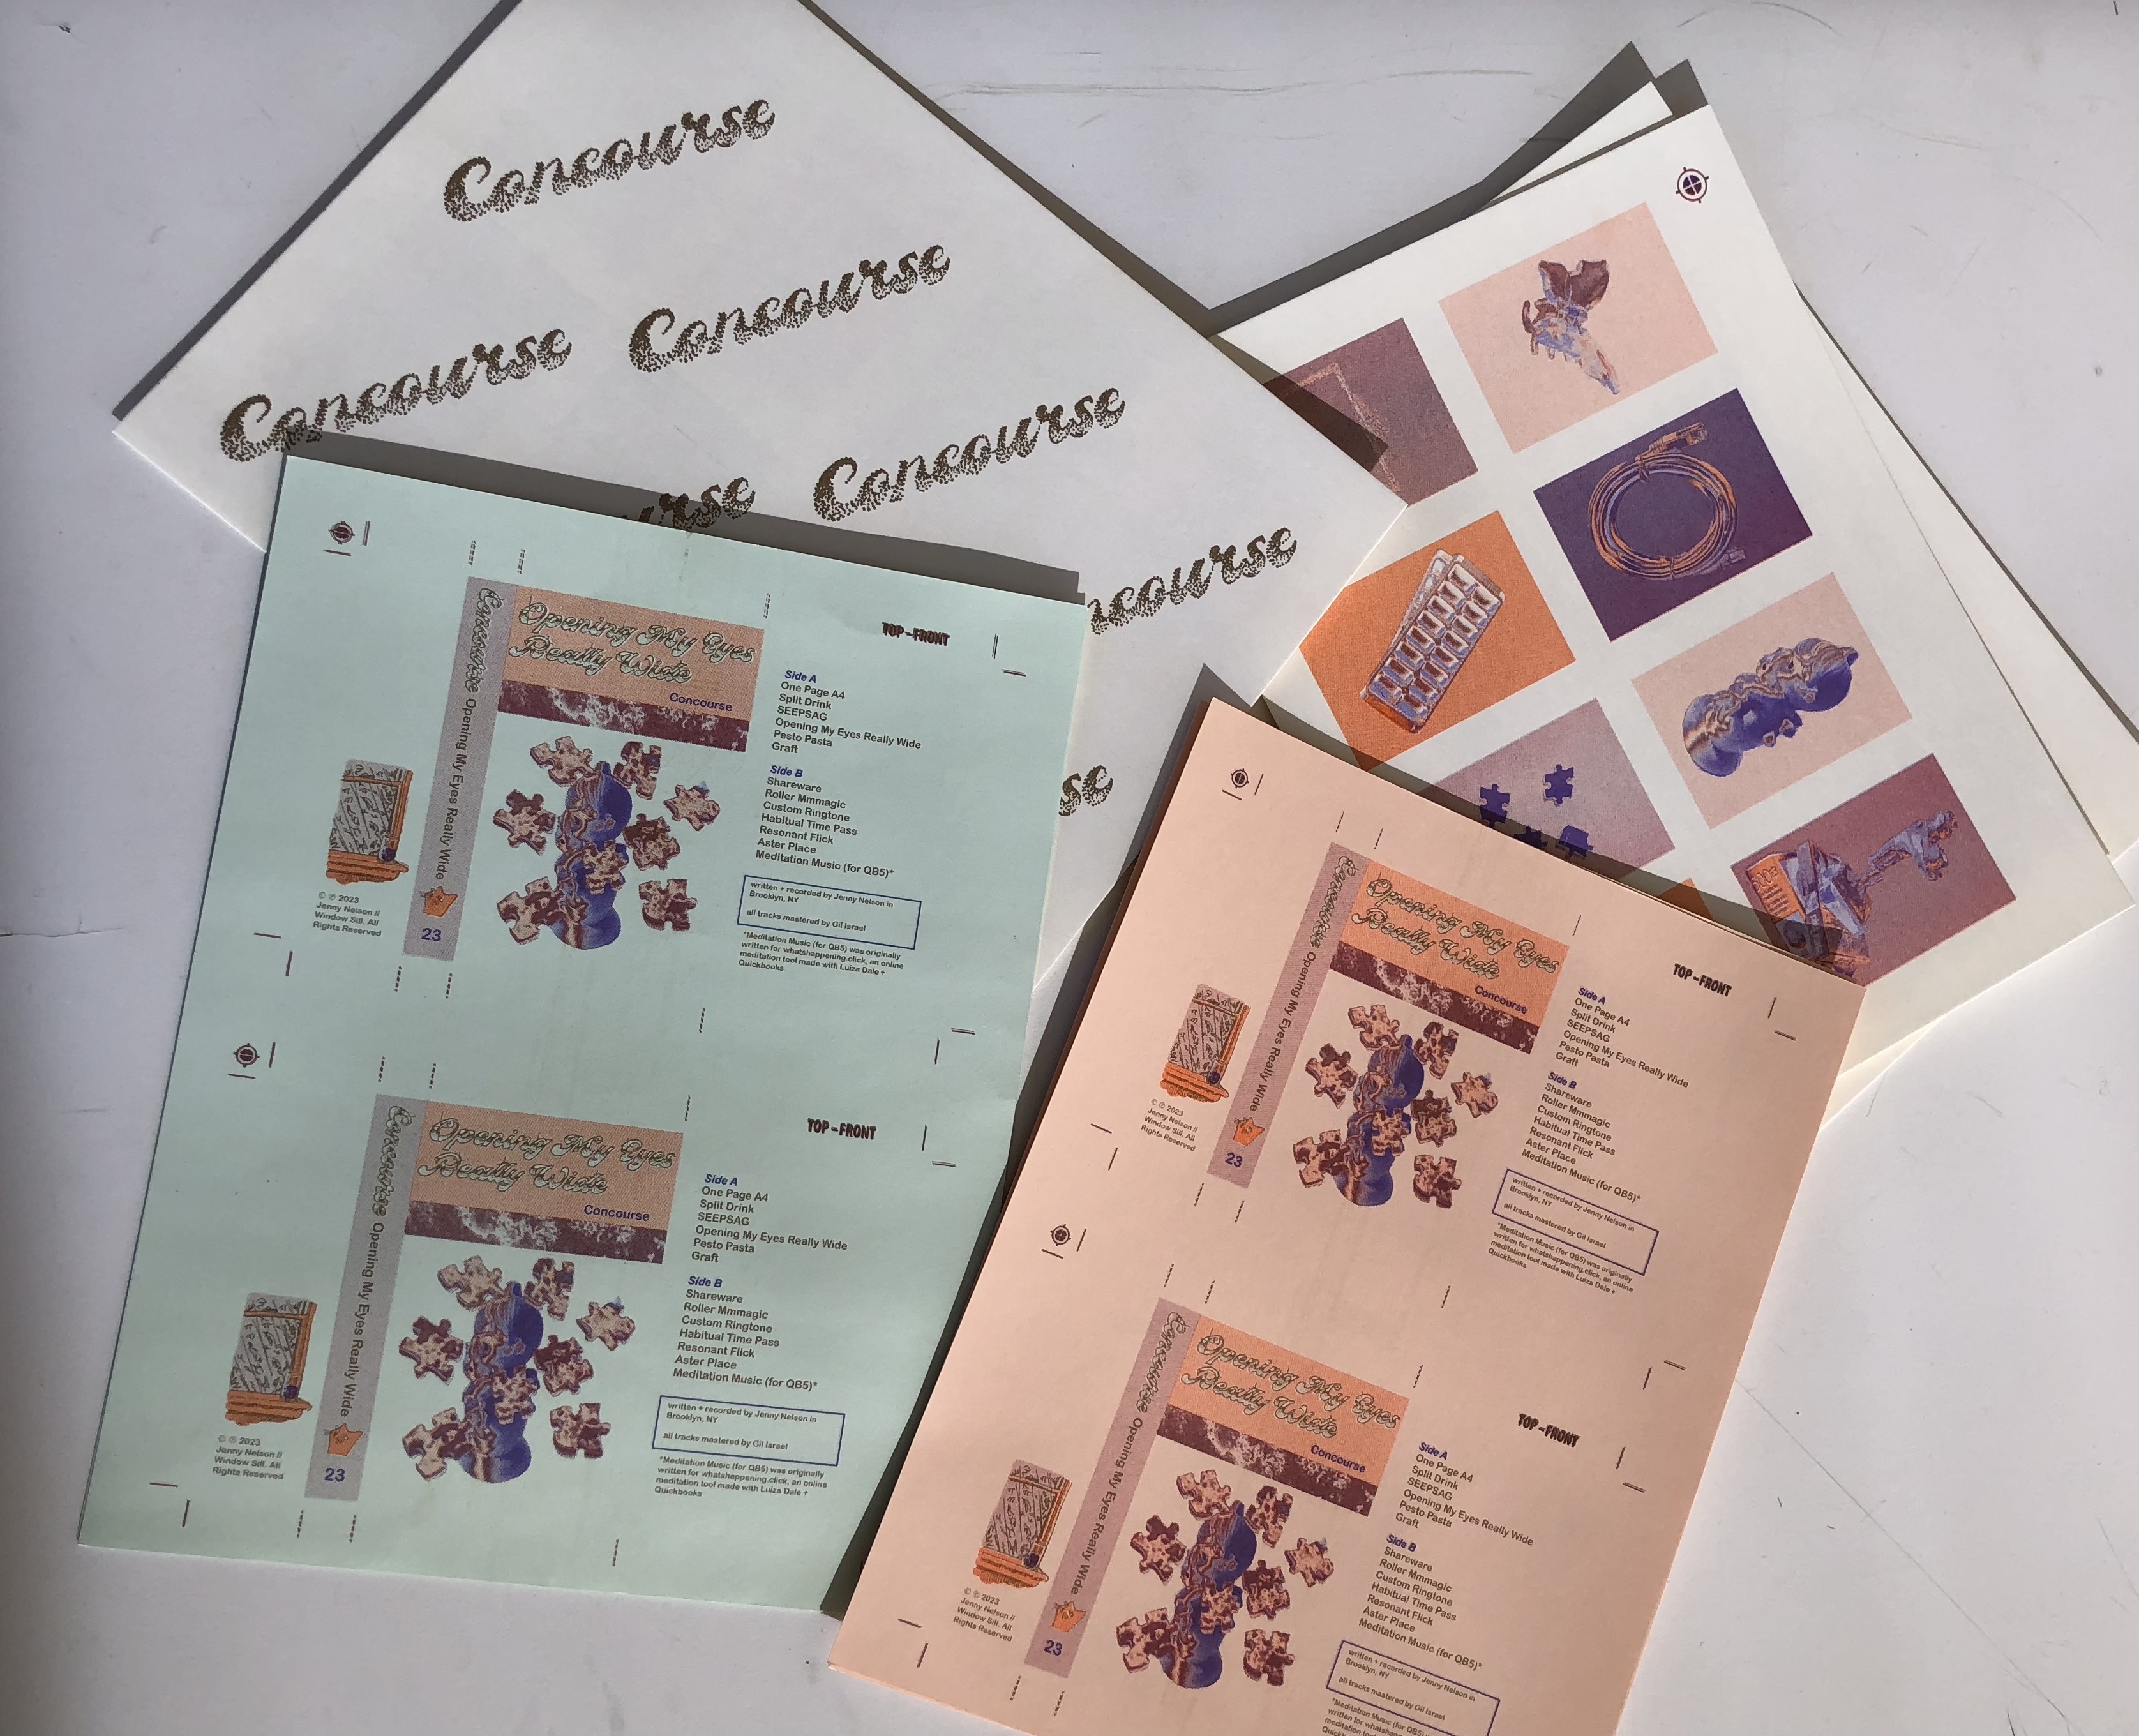 Concourse
Concourse
Concourse
urse
Concourse
ncourse
se
Concourse Opening My Eyes Really Wide
23
Opening My Eyes
Really Wide
Concourse
TOP – FRONT
Side A
One Page A4
Split Drink
SEEPSAG
Opening My Eyes Really Wide
Pesto Pasta
Graft
Side B
Shareware
Roller Mmmagic
Custom Ringtone
Habitual Time Pass
Resonant Flick
Aster Place
Meditation Music (for QB5)*
written + recorded by Jenny Nelson in
Brooklyn, NY
all tracks mastered by Gil Israel
*Meditation Music (for QB5) was originally
written for whatshappening.click, an online
meditation tool made with Luiza Dale +
Quickbooks
© ℗ 2023
Jenny Nelson //
Window Sill. All
Rights Reserved
Concourse Opening My Eyes Really Wide
23
Opening My Eyes
Really Wide
Concourse
TOP – FRONT
Side A
One Page A4
Split Drink
SEEPSAG
Opening My Eyes Really Wide
Pesto Pasta
Graft
Side B
Shareware
Roller Mmmagic
Custom Ringtone
Habitual Time Pass
Resonant Flick
Aster Place
Meditation Music (for QB5)*
written + recorded by Jenny Nelson in
Brooklyn, NY
all tracks mastered by Gil Israel
*Meditation Music (for QB5) was originally
written for whatshappening.click, an online
meditation tool made with Luiza Dale +
Quickbooks
© ℗ 2023
Jenny Nelson //
Window Sill. All
Rights Reserved
Concourse Opening My Eyes Really Wide
23
Opening My Eyes
Really Wide
Concourse
TOP – FRONT
Side A
One Page A4
Split Drink
SEEPSAG
Opening My Eyes Really Wide
Pesto Pasta
Graft
Side B
Shareware
Roller Mmmagic
Custom Ringtone
Habitual Time Pass
Resonant Flick
Aster Place
Meditation Music (for QB5)*
written + recorded by Jenny Nelson in
Brooklyn, NY
all tracks mastered by Gil Israel
*Meditation Music (for QB5) was originally
written for whatshappening.click, an online
meditation tool made with Luiza Dale +
Quickbooks
© ℗ 2023
Jenny Nelson //
Window Sill. All
Rights Reserved
Concourse Opening My Eyes Really Wide
23
Opening My Eyes
Really Wide
Concourse
TOP – FRONT
Side A
One Page A4
Split Drink
SEEPSAG
Opening My Eyes Really Wide
Pesto Pasta
Graft
Side B
Shareware
Roller Mmmagic
Custom Ringtone
Habitual Time Pass
Resonant Flick
Aster Place
Meditation Music (for QB5)*
written + recorded by Jenny Nelson in
Brooklyn, NY
all tracks mastered by Gil Israel
*Meditation Music (for QB5)
written for
meditation
© ℗ 2023
Jenny Nelson //
Window Sill. All
Rights Reserved